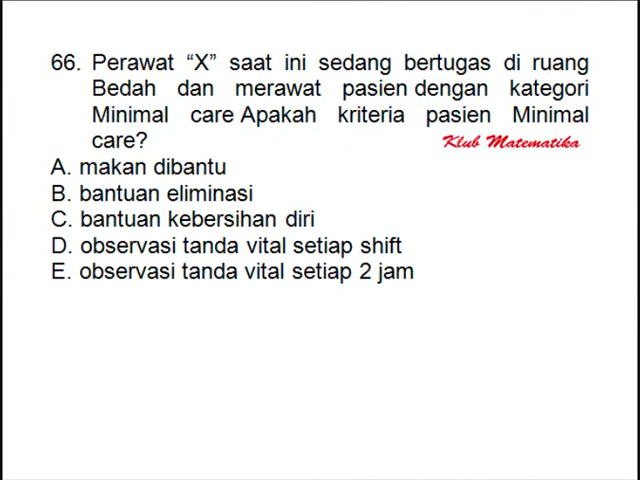 66. Perawat “X” saat ini sedang bertugas di ruang
Bedah dan merawat pasien dengan kategori
Minimal care Apakah kriteria pasien Minimal
care?
Klub Matematika
A. makan dibantu
B. bantuan eliminasi
C. bantuan kebersihan diri
D. observasi tanda vital setiap shift
E. observasi tanda vital setiap 2 jam